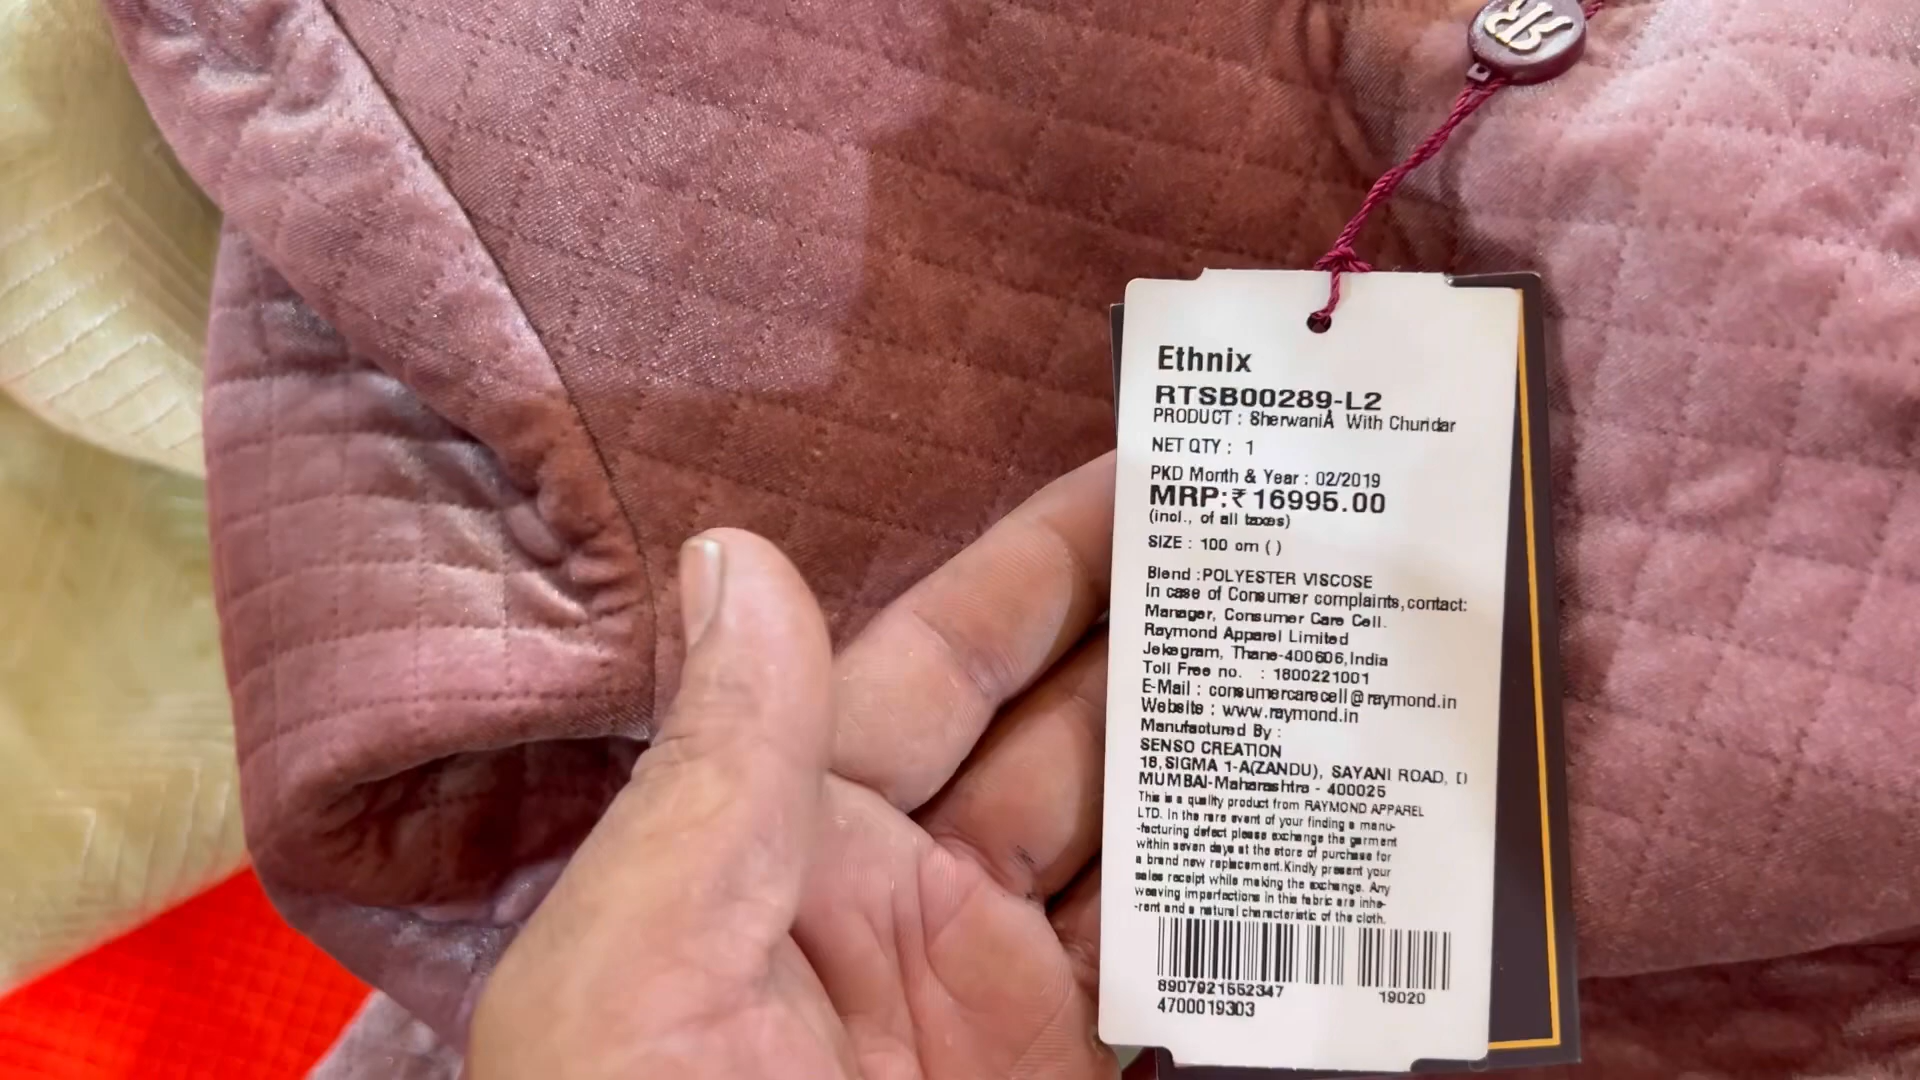 Ethnix
RTSB00289-L2
PRODUCT : SherwaniÂ With Churidar
NET QTY : 1
PKD Month & Year : 02/2019
MRP:₹16995.00
(incl., of all taxes)
SIZE : 100 cm ( )
Blend :POLYESTER VISCOSE
In case of Consumer complaints,contact:
Manager, Consumer Care Cell.
Raymond Apparel Limited
Jekegram, Thane-400606,India
Toll Free no. : 1800221001
E-Mail : consumercarecell@raymond.in
Website : www.raymond.in
Manufactured By :
SENSO CREATION
18,SIGMA 1-A(ZANDU), SAYANI ROAD,
MUMBAI-Maharashtra - 400025
This is a quality product from RAYMOND APPAREL
LTD. In the rare event of your finding a manu-
-facturing defect please exchange the garment
within seven days at the store of purchase for
a brand new replacement.Kindly present your
sales receipt while making the exchange. Any
weaving imperfections in this fabric are inhe-
-rent and a natural characteristic of the cloth.
8907921552347
19020
4700019303